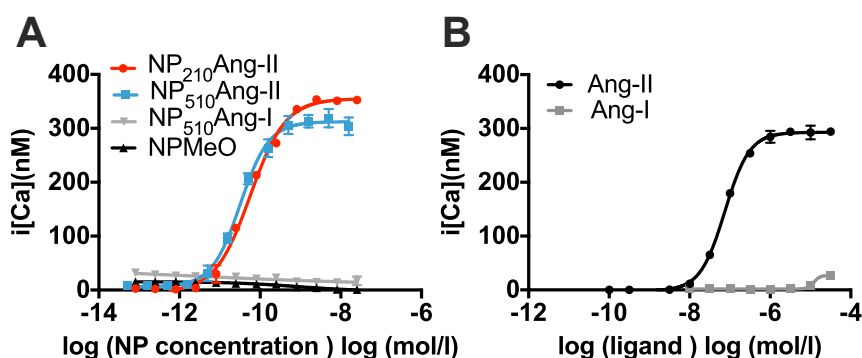 A
NP210Ang-II
NP510Ang-II
NP510Ang-I
NPMeO
400
300
200
100
0
i[Ca](nM)
-14 -12 -10 -8 -6
log (NP concentration ) log (mol/l)
B
Ang-II
Ang-I
400
300
200
100
0
i[Ca](nM)
-12 -10 -8 -6 -4
log (ligand ) log (mol/l)